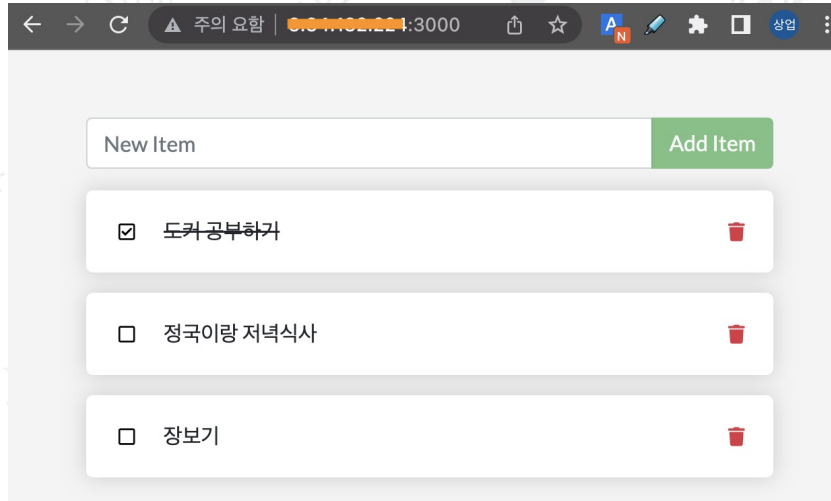 주의 요함 | :3000
A
N
상업
New Item
Add Item
도커 공부하기
정국이랑 저녁식사
장보기